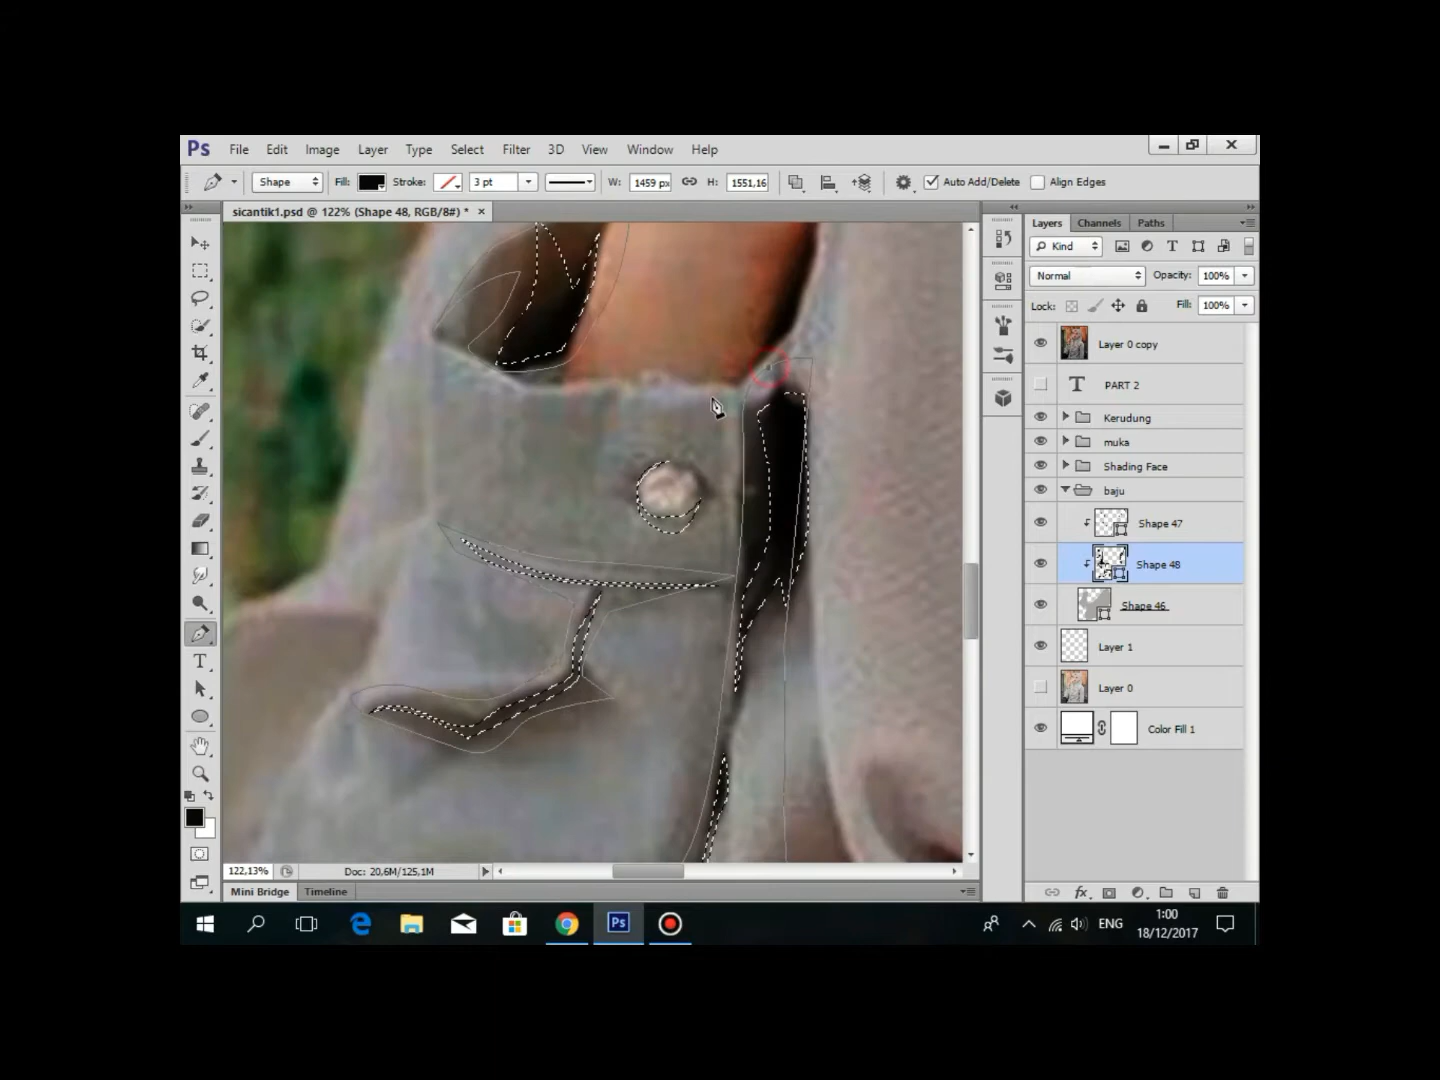 Ps File Edit Image Layer Type Select Filter 3D View Window Help
Shape Fill: Stroke: 3 pt W: 1459 px H: 1551,16 Auto Add/Delete Align Edges
sicantik1.psd @ 122% (Shape 48, RGB/8#) * ×
Layers Channels Paths
Kind
Normal Opacity: 100%
Lock: Fill: 100%
Layer 0 copy
T PART 2
Kerudung
muka
Shading Face
baju
Shape 47
Shape 48
Shape 46
Layer 1
Layer 0
Color Fill 1
122,13% Doc: 20,6M/125,1M
Mini Bridge Timeline
fx
Ps ENG 1:00
18/12/2017